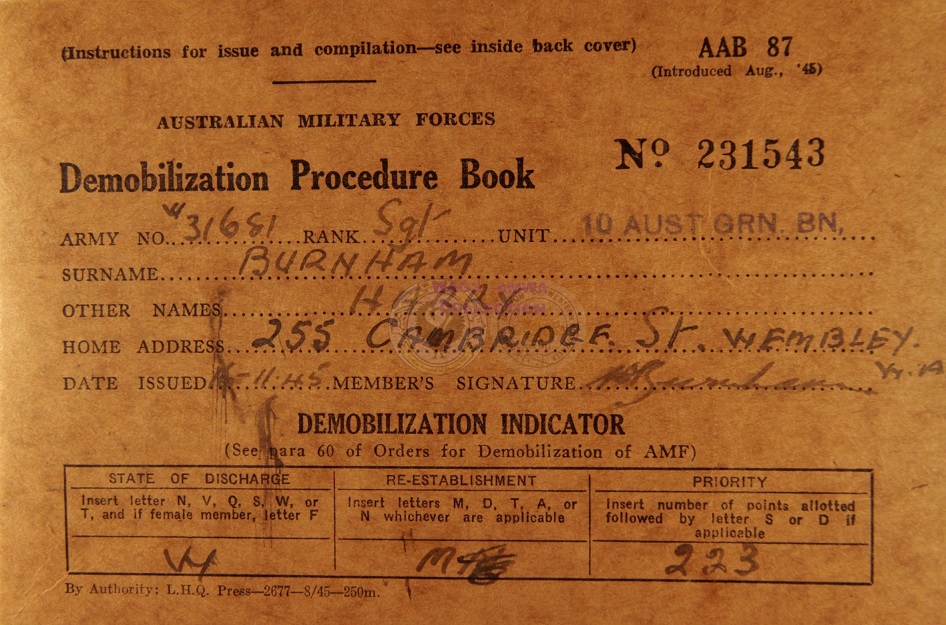 (Instructions for issue and compilation—see inside back cover)
AAB 87
(Introduced Aug., '45)
AUSTRALIAN MILITARY FORCES
Demobilization Procedure Book
No 231543
ARMY NO. W31681 RANK Sgt UNIT 10 AUST GRN. BN,
SURNAME BURNHAM
OTHER NAMES HARRY
HOME ADDRESS 255 CAMBRIDGE St. WEMBLEY.
W.A
DATE ISSUED -11.45 MEMBER'S SIGNATURE HBurnham
DEMOBILIZATION INDICATOR
(See para 60 of Orders for Demobilization of AMF)
STATE OF DISCHARGE
Insert letter N, V, Q, S, W, or
T, and if female member, letter F
W
RE-ESTABLISHMENT
Insert letters M, D, T, A, or
N whichever are applicable
M
PRIORITY
Insert number of points allotted
followed by letter S or D if
applicable
223
By Authority: L.H.Q. Press—2677—8/45—250m.